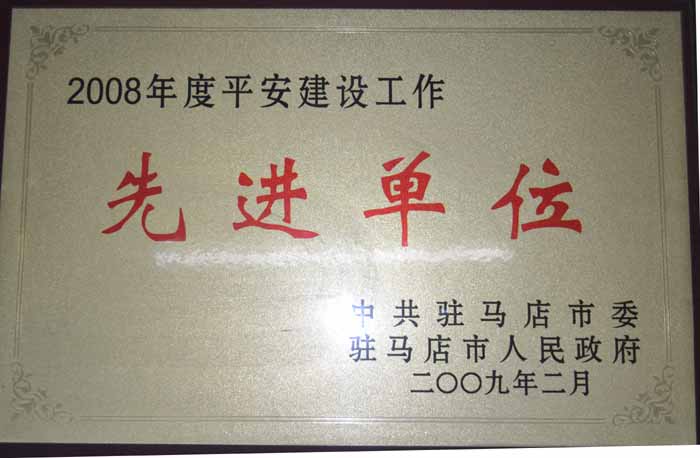 2008年度平安建设工作
先进单位
中共驻马店市委
驻马店市人民政府
二〇〇九年二月